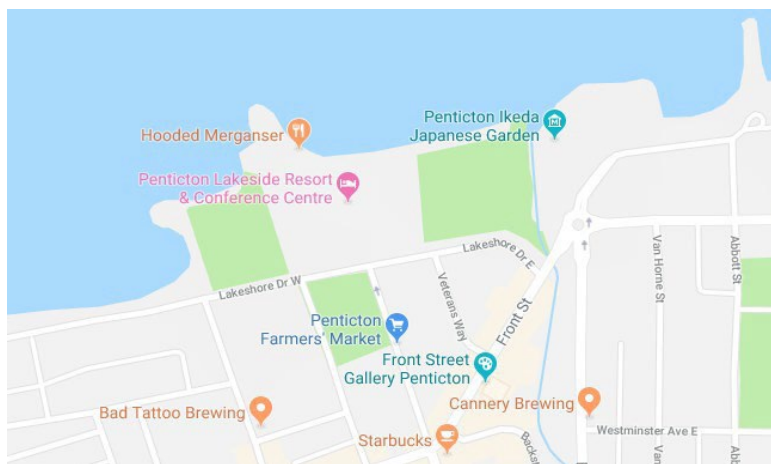 Hooded Merganser
Penticton Ikeda
Japanese Garden
Penticton Lakeside Resort
& Conference Centre
Lakeshore Dr E
Lakeshore Dr W
Van Horne St
Abbott St
Veterans Way
Front St
Penticton
Farmers' Market
Front Street
Gallery Penticton
Bad Tattoo Brewing
Cannery Brewing
Starbucks
Westminster Ave E